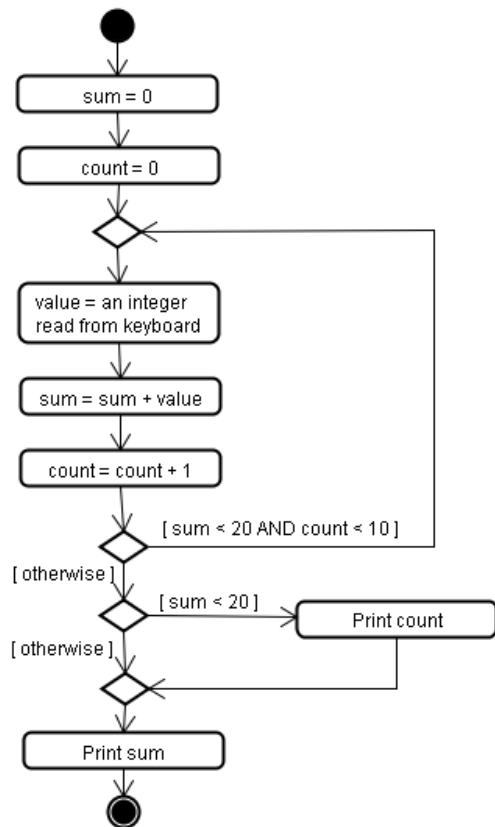 sum = 0
count = 0
value = an integer
read from keyboard
sum = sum + value
count = count + 1
[ sum < 20 AND count < 10 ]
[ otherwise ]
[ sum < 20 ]
Print count
[ otherwise ]
Print sum